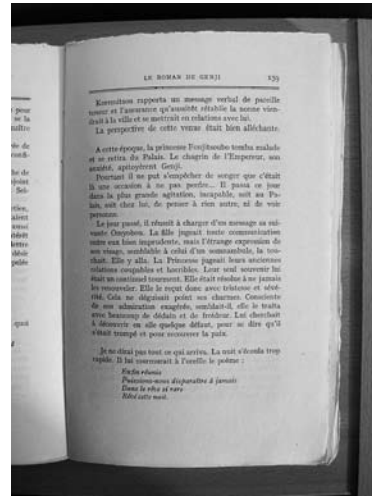 LE ROMAN DE GENJI 159
Koremitson rapporta un message verbal de pareille
teneur et l'assurance qu'aussitôt rétablie la nonne vien-
drait à la ville et se mettrait en relations avec lui.
La perspective de cette venue était bien alléchante.
A cette époque, la princesse Foujitsoubo tomba malade
et se retira du Palais. Le chagrin de l'Empereur, son
anxiété, apitoyèrent Genji.
Pourtant il ne put s'empêcher de songer que c'était
là une occasion à ne pas perdre... Il passa ce jour
dans la plus grande agitation, incapable, soit au Pa-
lais, soit chez lui, de penser à rien autre, ni de voir
personne.
Le jour passé, il réussit à charger d'un message sa sui-
vante Omyobou. La fille jugeait toute communication
entre eux bien imprudente, mais l'étrange expression de
son visage, semblable à celui d'un somnambule, la tou-
chait. Elle y alla. La Princesse jugeait leurs anciennes
relations coupables et horribles. Leur seul souvenir lui
était un continuel tourment. Elle était résolue à ne jamais
les renouveler. Elle le reçut donc avec tristesse et sévé-
rité. Cela ne déguisait point ses charmes. Consciente
de son admiration exagérée, semblait-il, elle le traita
avec beaucoup de dédain et de froideur. Lui cherchait
à découvrir en elle quelque défaut, pour se dire qu'il
s'était trompé et pour recouvrer la paix.
Je ne dirai pas tout ce qui arriva. La nuit s'écoula trop
rapide. Il lui murmurait à l'oreille le poème :
Enfin réunis
Puissions-nous disparaître à jamais
Dans le rêve si rare
Rêvé cette nuit.